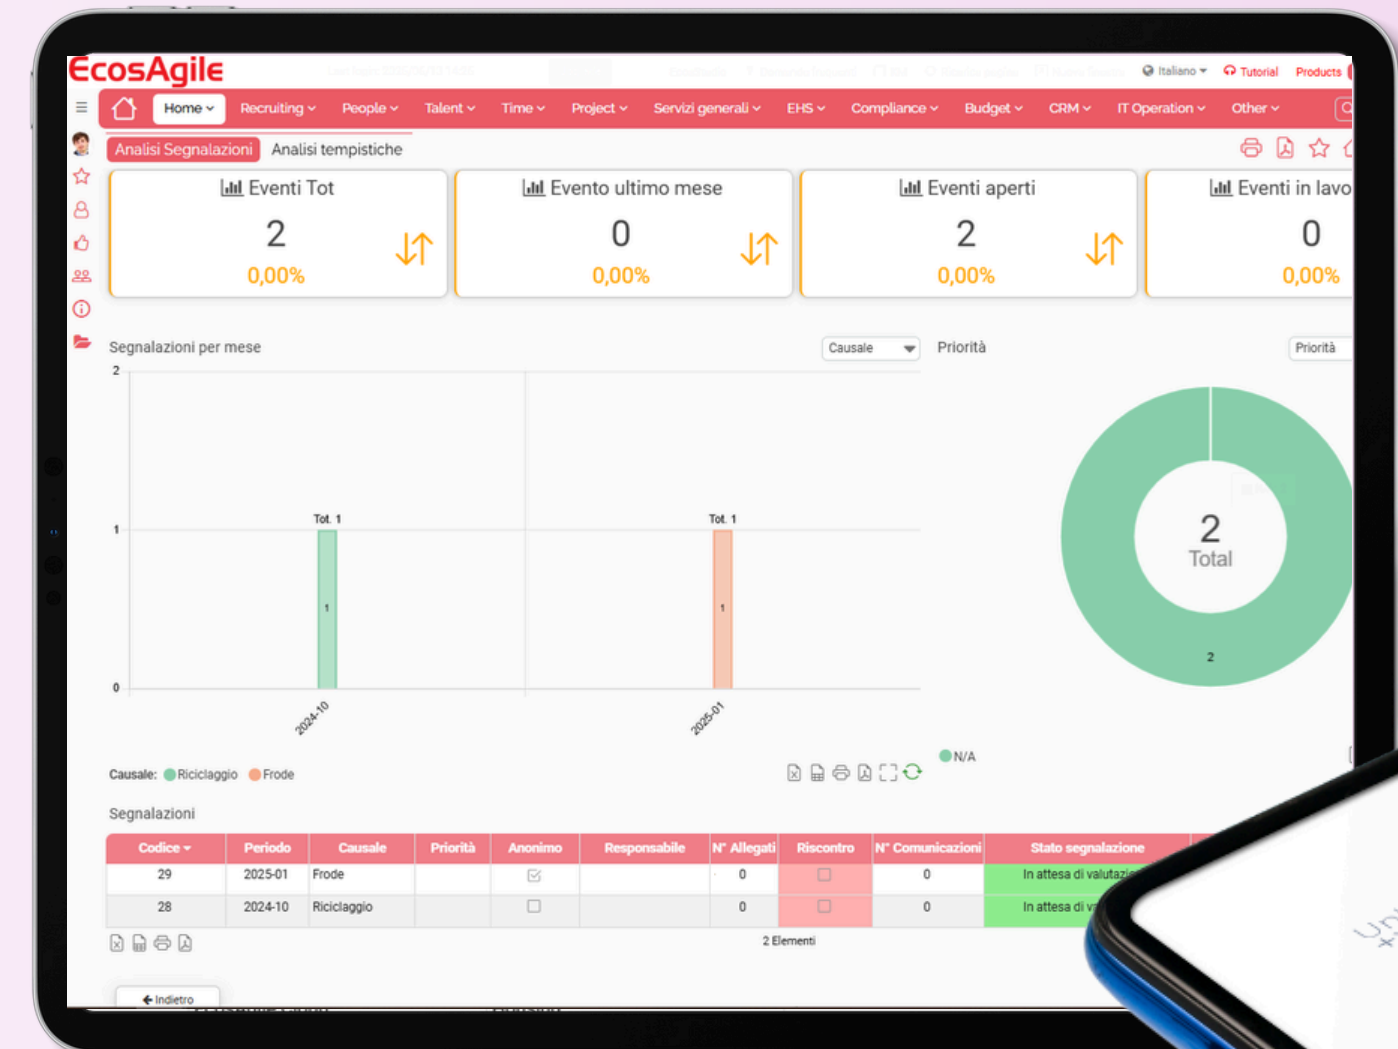 EcosAgile
Italiano Tutorial Products
Home Recruiting People Talent Time Project Servizi generali EHS Compliance Budget CRM IT Operation Other
Analisi Segnalazioni Analisi tempistiche
Eventi Tot
2
0,00%
Evento ultimo mese
0
0,00%
Eventi aperti
2
0,00%
Eventi in lavo
0
0,00%
Segnalazioni per mese
Causale
2
1
0
Tot. 1
1
Tot. 1
1
2024-10
2025-01
Causale: Riciclaggio Frode
Priorità
Priorità
2
Total
2
N/A
Segnalazioni
Codice Periodo Causale Priorità Anonimo Responsabile N° Allegati Riscontro N° Comunicazioni Stato segnalazione
29 2025-01 Frode 0 0 In attesa di valutazi
28 2024-10 Riciclaggio 0 0 In attesa di
2 Elementi
Indietro